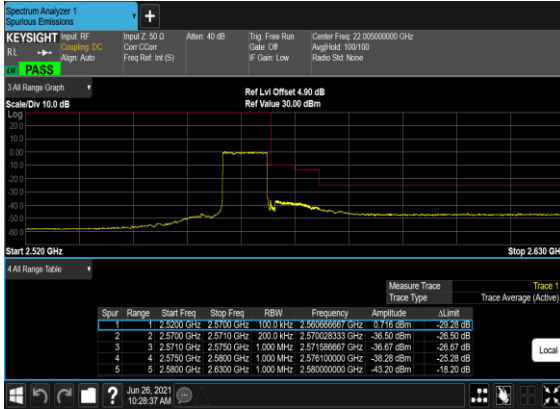 Spectrum Analyzer 1
Spurious Emissions
KEYSIGHT
RL
PASS
Input: RF
Coupling: DC
Align: Auto
Input Z: 50 Ω
Corr CCorr
Freq Ref: Int (S)
Atten: 40 dB
Trig: Free Run
Gate: Off
IF Gain: Low
Center Freq: 22.005000000 GHz
Avg|Hold: 100/100
Radio Std: None
3 All Range Graph
Scale/Div 10.0 dB
Ref Lvl Offset 4.90 dB
Ref Value 30.00 dBm
Log
20.0
10.0
0.00
-10.0
-20.0
-30.0
-40.0
-50.0
-60.0
Start 2.520 GHz
Stop 2.630 GH
4 All Range Table
Measure Trace Trace 1
Trace Type Trace Average (Active)
Spur Range Start Freq Stop Freq RBW Frequency Amplitude ΔLimit
1 1 2.5200 GHz 2.5700 GHz 100.0 kHz 2.560666667 GHz 0.716 dBm -29.28 dB
2 2 2.5700 GHz 2.5710 GHz 200.0 kHz 2.570028333 GHz -36.50 dBm -26.50 dB
3 3 2.5710 GHz 2.5750 GHz 1.000 MHz 2.571586667 GHz -36.67 dBm -26.67 dB
4 4 2.5750 GHz 2.5800 GHz 1.000 MHz 2.576100000 GHz -38.28 dBm -25.28 dB
5 5 2.5800 GHz 2.6300 GHz 1.000 MHz 2.580000000 GHz -43.20 dBm -18.20 dB
Local
Jun 26, 2021
10:28:37 AM